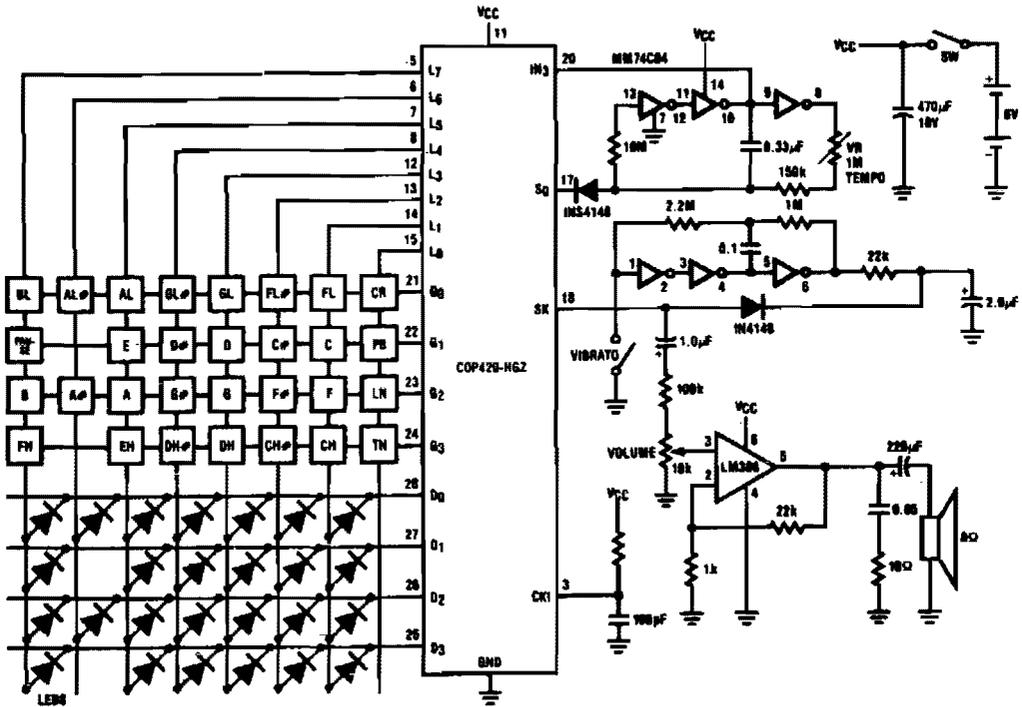 VCC
11
5 L7
6 L6
7 L5
8 L4
12 L3
13 L2
14 L1
15 L0
20 IN3
MM74C04
VCC
14
13
11
12
10
9
8
7
10M
0.33µF
VR
1M
TEMPO
150k
17
1NS4148
VCC
SW
470µF
10V
6V
2.2M
1M
0.1
1
2
3
4
5
6
22k
2.0µF
18 SK
1N4148
VIBRATO
1.0µF
100k
VOLUME
10k
BL AL# AL GL# GL FL# FL CR 21 G0
PAU-SE E D# D C# C PB 22 G1
B A# A G# G F# F LN 23 G2
FH EH DH# DH CH# CH TN 24 G3
28 D0
27 D1
26 D2
25 D3
LEDS
COP420-HGZ
GND
3
CKI
VCC
100pF
VCC
3
2
6
5
4
LM386
22k
1k
220µF
0.05
10Ω
8Ω